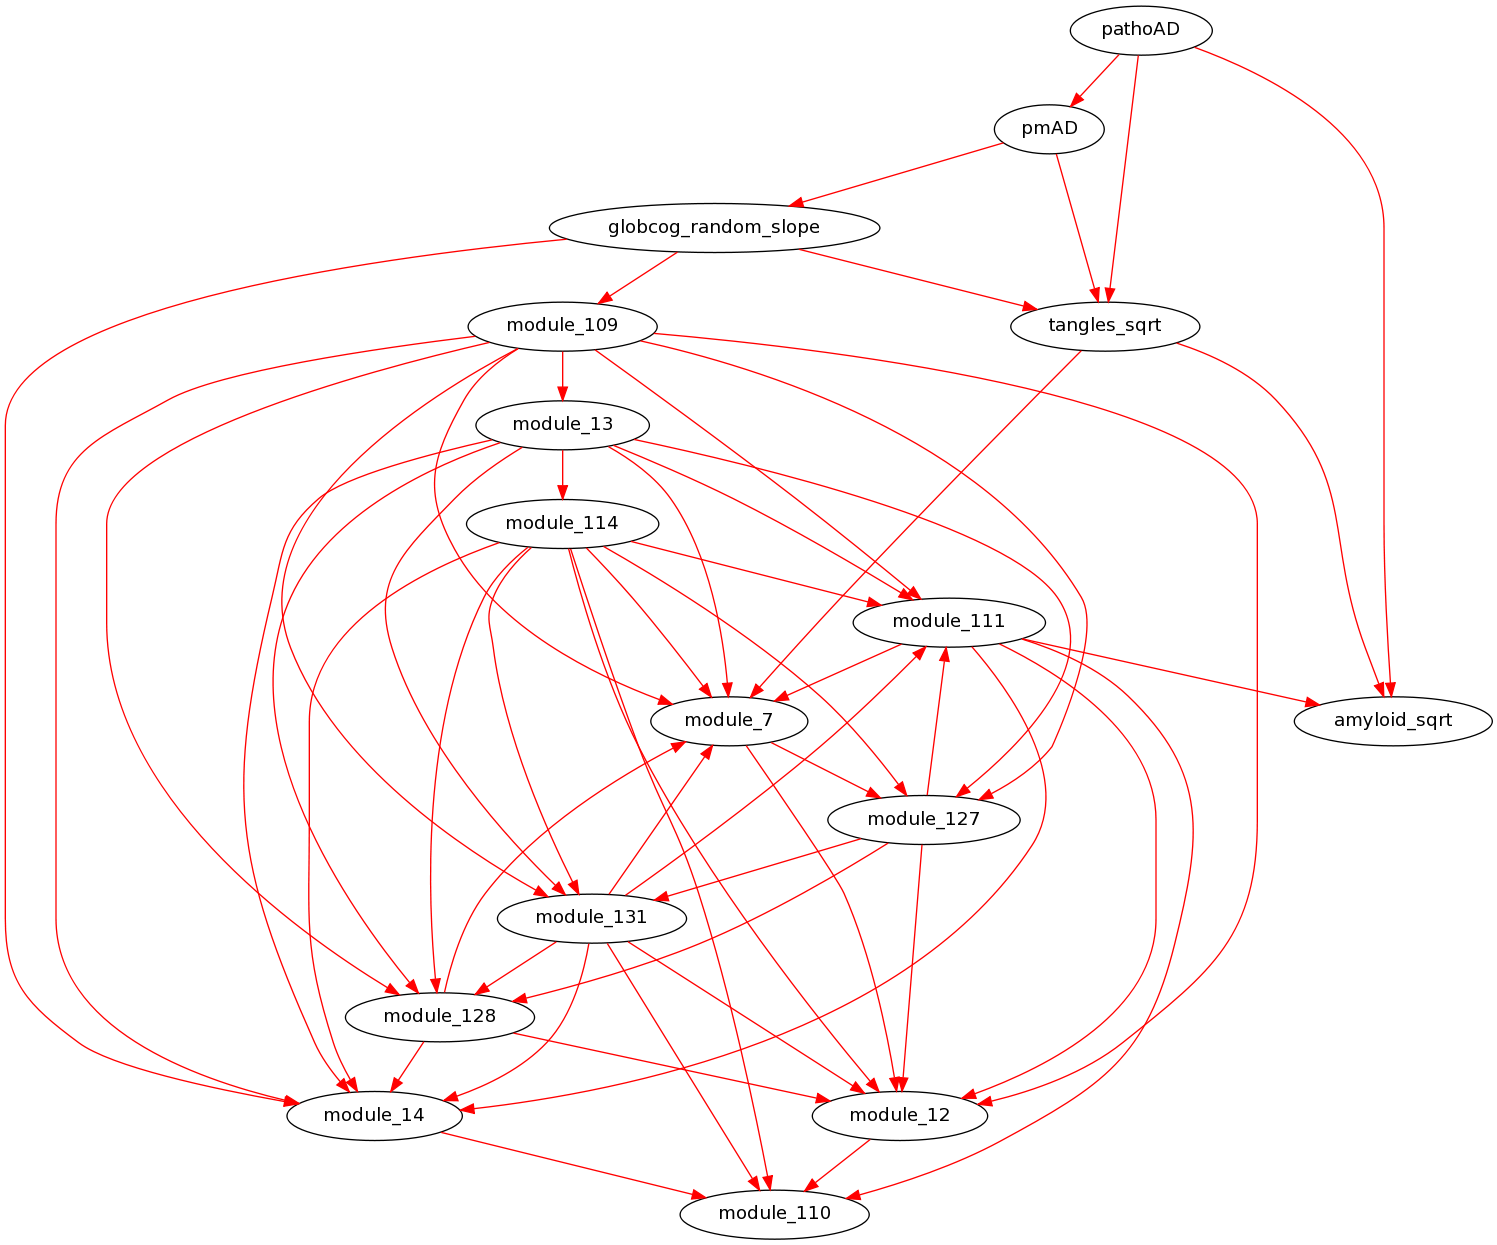 pathoAD
pmAD
globcog_random_slope
module_109
tangles_sqrt
module_13
module_114
module_111
module_7
amyloid_sqrt
module_127
module_131
module_128
module_14
module_12
module_110